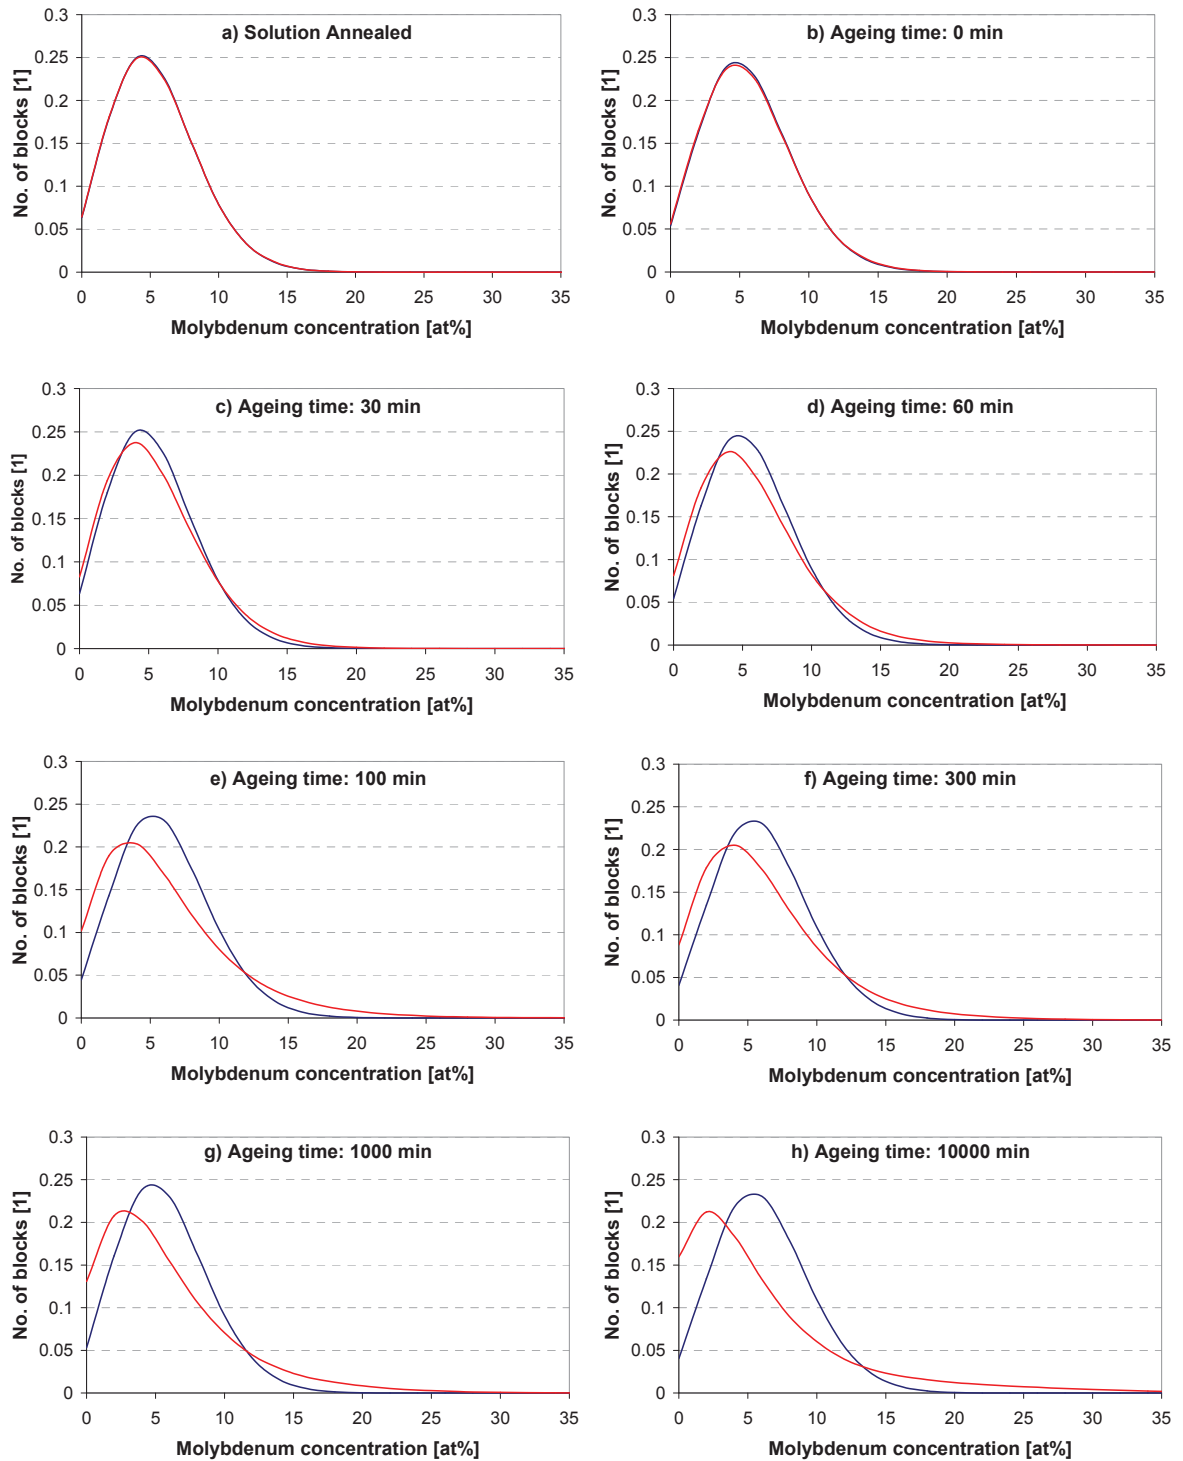 a) Solution Annealed
No. of blocks [1]
0.3
0.25
0.2
0.15
0.1
0.05
0
0 5 10 15 20 25 30 35
Molybdenum concentration [at%]
b) Ageing time: 0 min
No. of blocks [1]
0.3
0.25
0.2
0.15
0.1
0.05
0
0 5 10 15 20 25 30 35
Molybdenum concentration [at%]
c) Ageing time: 30 min
No. of blocks [1]
0.3
0.25
0.2
0.15
0.1
0.05
0
0 5 10 15 20 25 30 35
Molybdenum concentration [at%]
d) Ageing time: 60 min
No. of blocks [1]
0.3
0.25
0.2
0.15
0.1
0.05
0
0 5 10 15 20 25 30 35
Molybdenum concentration [at%]
e) Ageing time: 100 min
No. of blocks [1]
0.3
0.25
0.2
0.15
0.1
0.05
0
0 5 10 15 20 25 30 35
Molybdenum concentration [at%]
f) Ageing time: 300 min
No. of blocks [1]
0.3
0.25
0.2
0.15
0.1
0.05
0
0 5 10 15 20 25 30 35
Molybdenum concentration [at%]
g) Ageing time: 1000 min
No. of blocks [1]
0.3
0.25
0.2
0.15
0.1
0.05
0
0 5 10 15 20 25 30 35
Molybdenum concentration [at%]
h) Ageing time: 10000 min
No. of blocks [1]
0.3
0.25
0.2
0.15
0.1
0.05
0
0 5 10 15 20 25 30 35
Molybdenum concentration [at%]